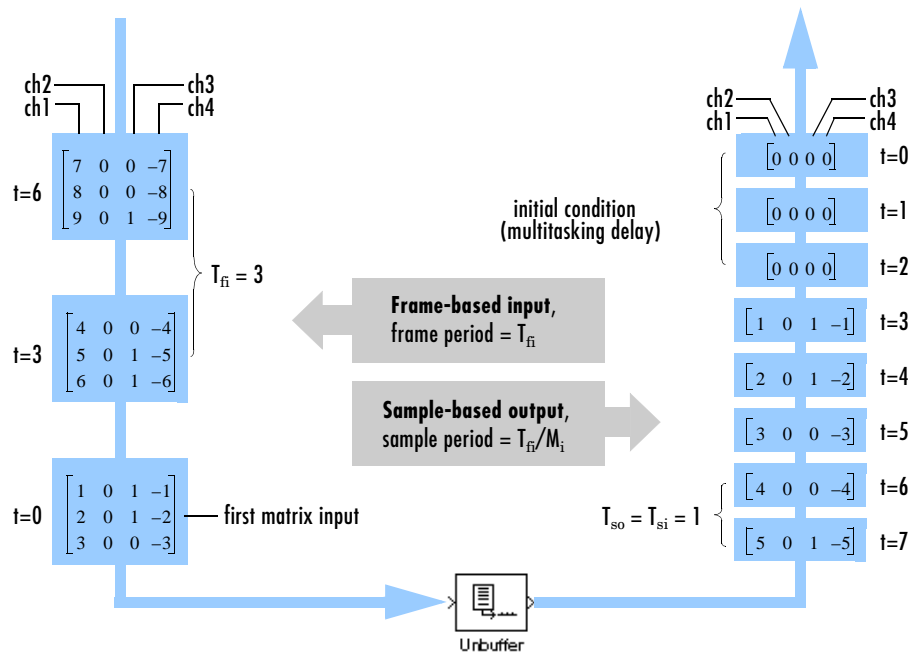 ch2
ch3
ch1
ch4
t=6
7 0 0 –7
8 0 0 –8
9 0 1 –9
T_fi = 3
t=3
4 0 0 –4
5 0 1 –5
6 0 1 –6
t=0
1 0 1 –1
2 0 1 –2
3 0 0 –3
first matrix input
Frame-based input,
frame period = T_fi
Sample-based output,
sample period = T_fi/M_i
Unbuffer
ch2
ch3
ch1
ch4
[0 0 0 0] t=0
initial condition
(multitasking delay)
[0 0 0 0] t=1
[0 0 0 0] t=2
[1 0 1 –1] t=3
[2 0 1 –2] t=4
[3 0 0 –3] t=5
[4 0 0 –4] t=6
T_so = T_si = 1
[5 0 1 –5] t=7